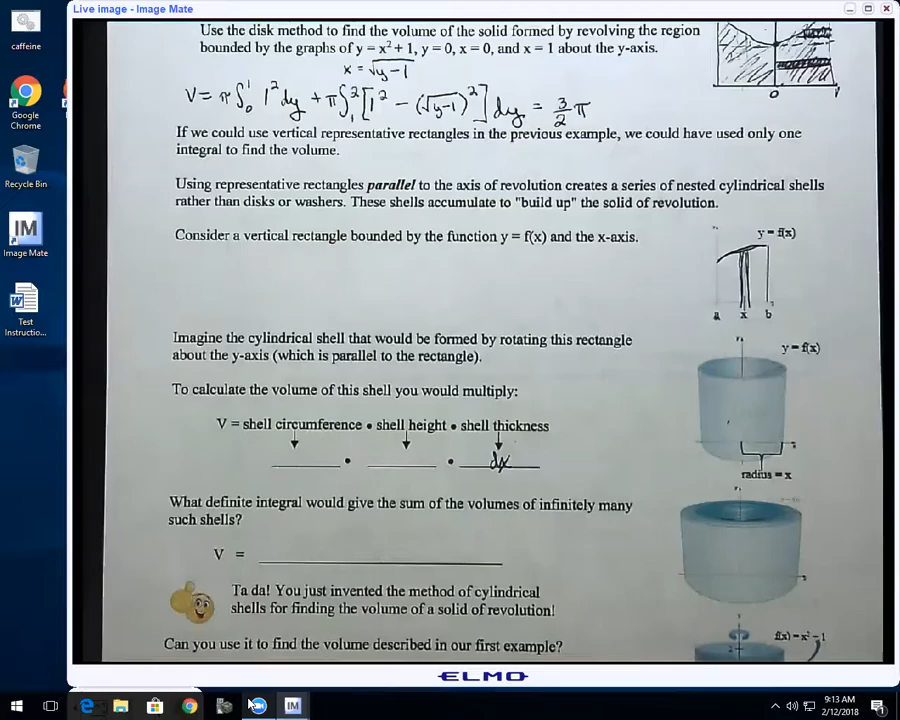 Live image - Image Mate
caffeine
Google
Chrome
Recycle Bin
IM
Image Mate
Test
Instructio...
Use the disk method to find the volume of the solid formed by revolving the region
bounded by the graphs of y = x² + 1, y = 0, x = 0, and x = 1 about the y-axis.
x = √y-1
V = π∫₀¹ 1² dy + π∫₁² [1² - (√y-1)²] dy = 3/2 π
0 1
If we could use vertical representative rectangles in the previous example, we could have used only one
integral to find the volume.
Using representative rectangles parallel to the axis of revolution creates a series of nested cylindrical shells
rather than disks or washers. These shells accumulate to "build up" the solid of revolution.
Consider a vertical rectangle bounded by the function y = f(x) and the x-axis.
y = f(x)
a x b
Imagine the cylindrical shell that would be formed by rotating this rectangle
about the y-axis (which is parallel to the rectangle).
y = f(x)
To calculate the volume of this shell you would multiply:
V = shell circumference • shell height • shell thickness
________ • ________ • dx
radius = x
What definite integral would give the sum of the volumes of infinitely many
such shells?
V = ____________________
Ta da! You just invented the method of cylindrical
shells for finding the volume of a solid of revolution!
f(x) = x² - 1
2
Can you use it to find the volume described in our first example?
ELMO
IM
9:13 AM
2/12/2018